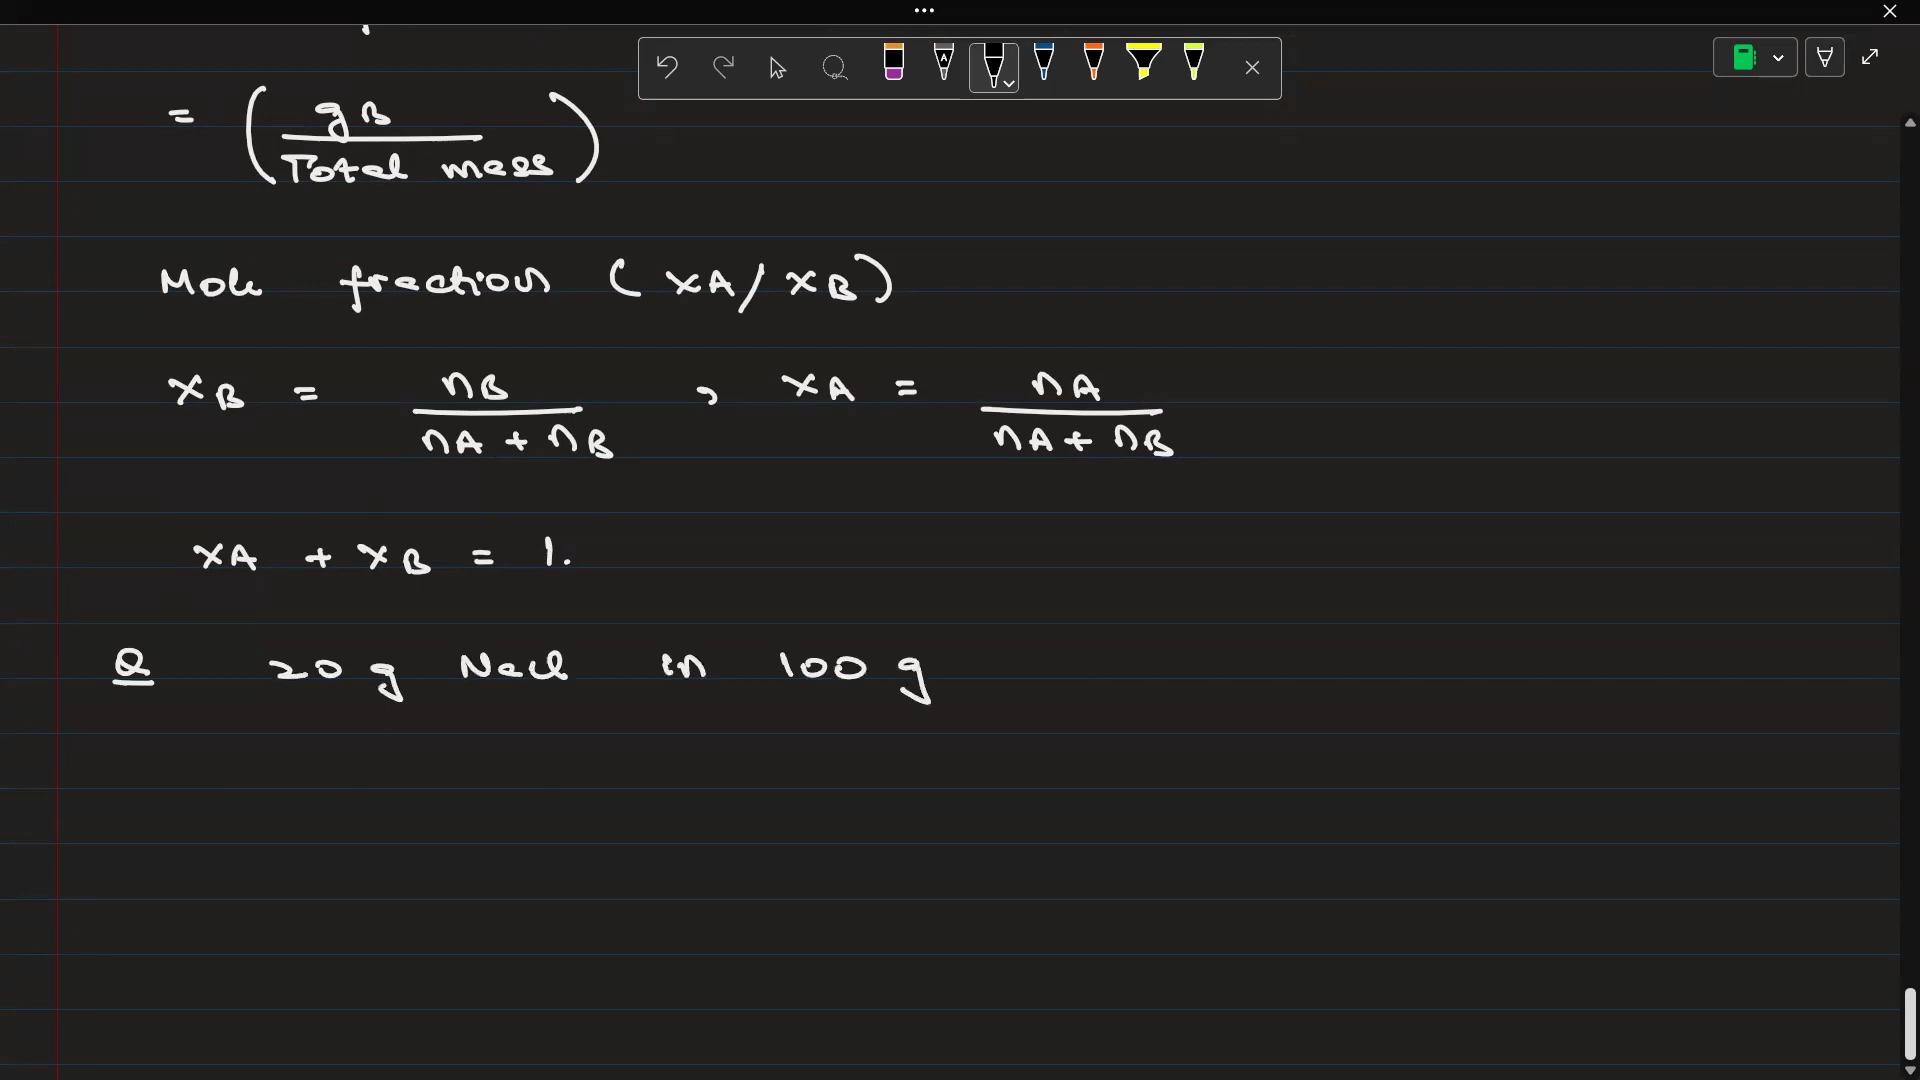 = ( gB / Total mass )
Mole fraction ( xA / xB )
xB = nB / nA + nB , xA = nA / nA + nB
xA + xB = 1.
Q 20 g NaCl in 100 g